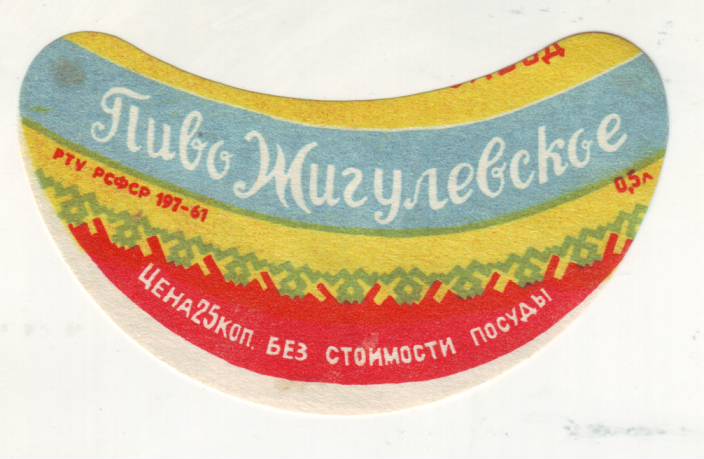 Пиво Жигулевское
РТУ РСФСР 197-61
0,5л
ЦЕНА 25 КОП. БЕЗ СТОИМОСТИ ПОСУДЫ